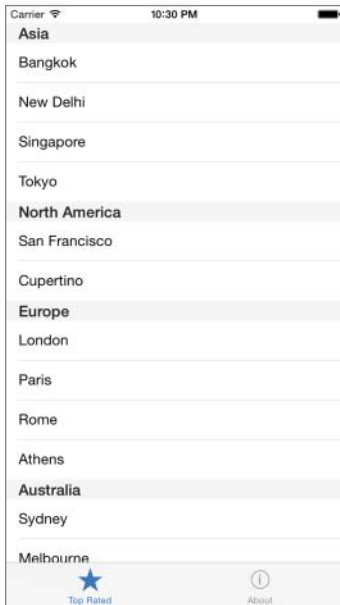 Carrier 10:30 PM
Asia
Bangkok
New Delhi
Singapore
Tokyo
North America
San Francisco
Cupertino
Europe
London
Paris
Rome
Athens
Australia
Sydney
Melbourne
Top Rated About